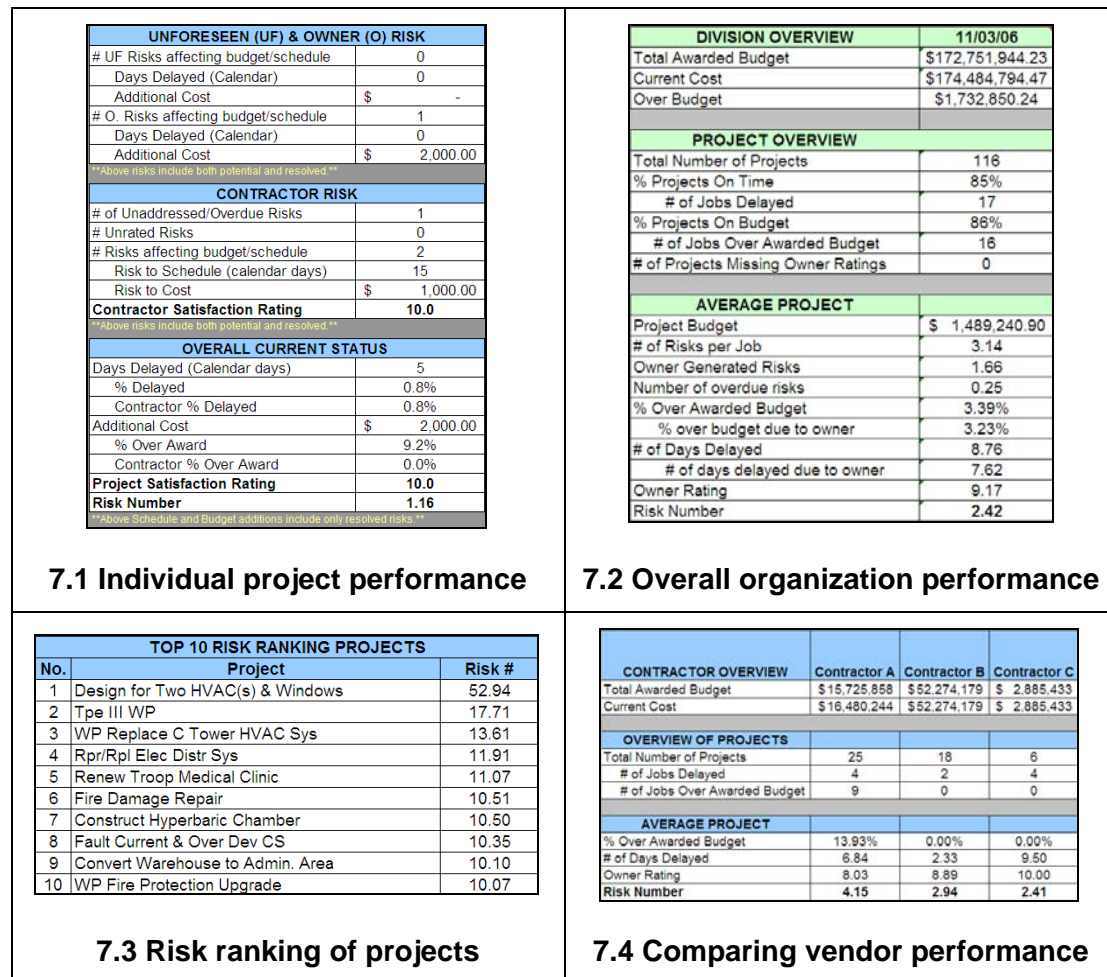 UNFORESEEN (UF) & OWNER (O) RISK
# UF Risks affecting budget/schedule 0
Days Delayed (Calendar) 0
Additional Cost $ -
# O. Risks affecting budget/schedule 1
Days Delayed (Calendar) 0
Additional Cost $ 2,000.00
**Above risks include both potential and resolved.**
CONTRACTOR RISK
# of Unaddressed/Overdue Risks 1
# Unrated Risks 0
# Risks affecting budget/schedule 2
Risk to Schedule (calendar days) 15
Risk to Cost $ 1,000.00
Contractor Satisfaction Rating 10.0
**Above risks include both potential and resolved.**
OVERALL CURRENT STATUS
Days Delayed (Calendar days) 5
% Delayed 0.8%
Contractor % Delayed 0.8%
Additional Cost $ 2,000.00
% Over Award 9.2%
Contractor % Over Award 0.0%
Project Satisfaction Rating 10.0
Risk Number 1.16
**Above Schedule and Budget additions include only resolved risks.**
7.1 Individual project performance
DIVISION OVERVIEW 11/03/06
Total Awarded Budget $172,751,944.23
Current Cost $174,484,794.47
Over Budget $1,732,850.24
PROJECT OVERVIEW
Total Number of Projects 116
% Projects On Time 85%
# of Jobs Delayed 17
% Projects On Budget 86%
# of Jobs Over Awarded Budget 16
# of Projects Missing Owner Ratings 0
AVERAGE PROJECT
Project Budget $ 1,489,240.90
# of Risks per Job 3.14
Owner Generated Risks 1.66
Number of overdue risks 0.25
% Over Awarded Budget 3.39%
% over budget due to owner 3.23%
# of Days Delayed 8.76
# of days delayed due to owner 7.62
Owner Rating 9.17
Risk Number 2.42
7.2 Overall organization performance
TOP 10 RISK RANKING PROJECTS
No. Project Risk #
1 Design for Two HVAC(s) & Windows 52.94
2 Tpe III WP 17.71
3 WP Replace C Tower HVAC Sys 13.61
4 Rpr/Rpl Elec Distr Sys 11.91
5 Renew Troop Medical Clinic 11.07
6 Fire Damage Repair 10.51
7 Construct Hyperbaric Chamber 10.50
8 Fault Current & Over Dev CS 10.35
9 Convert Warehouse to Admin. Area 10.10
10 WP Fire Protection Upgrade 10.07
7.3 Risk ranking of projects
CONTRACTOR OVERVIEW Contractor A Contractor B Contractor C
Total Awarded Budget $15,725,858 $52,274,179 $ 2,885,433
Current Cost $16,480,244 $52,274,179 $ 2,885,433
OVERVIEW OF PROJECTS
Total Number of Projects 25 18 6
# of Jobs Delayed 4 2 4
# of Jobs Over Awarded Budget 9 0 0
AVERAGE PROJECT
% Over Awarded Budget 13.93% 0.00% 0.00%
# of Days Delayed 6.84 2.33 9.50
Owner Rating 8.03 8.89 10.00
Risk Number 4.15 2.94 2.41
7.4 Comparing vendor performance